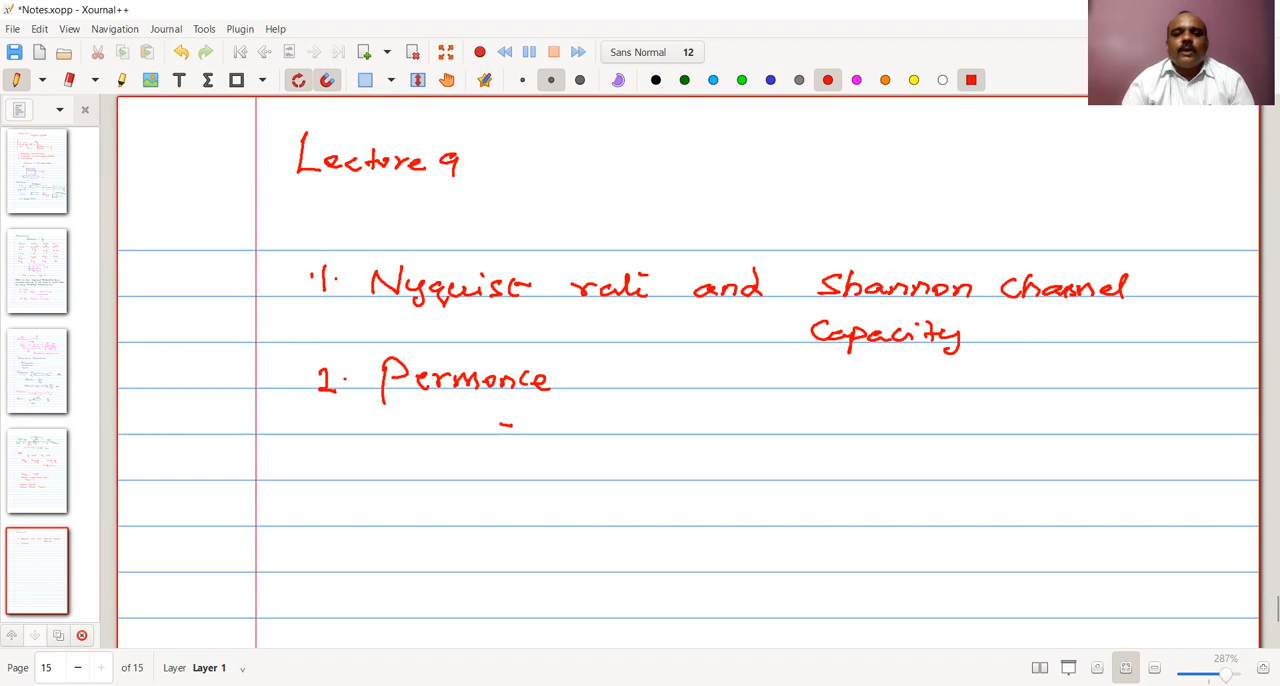 *Notes.xopp - Xournal++
File Edit View Navigation Journal Tools Plugin Help
Sans Normal 12
Lecture 9
1. Nyquist rate and Shannon Channel
Capacity
2. Permonce
-
Page 15 of 15 Layer Layer 1
287%